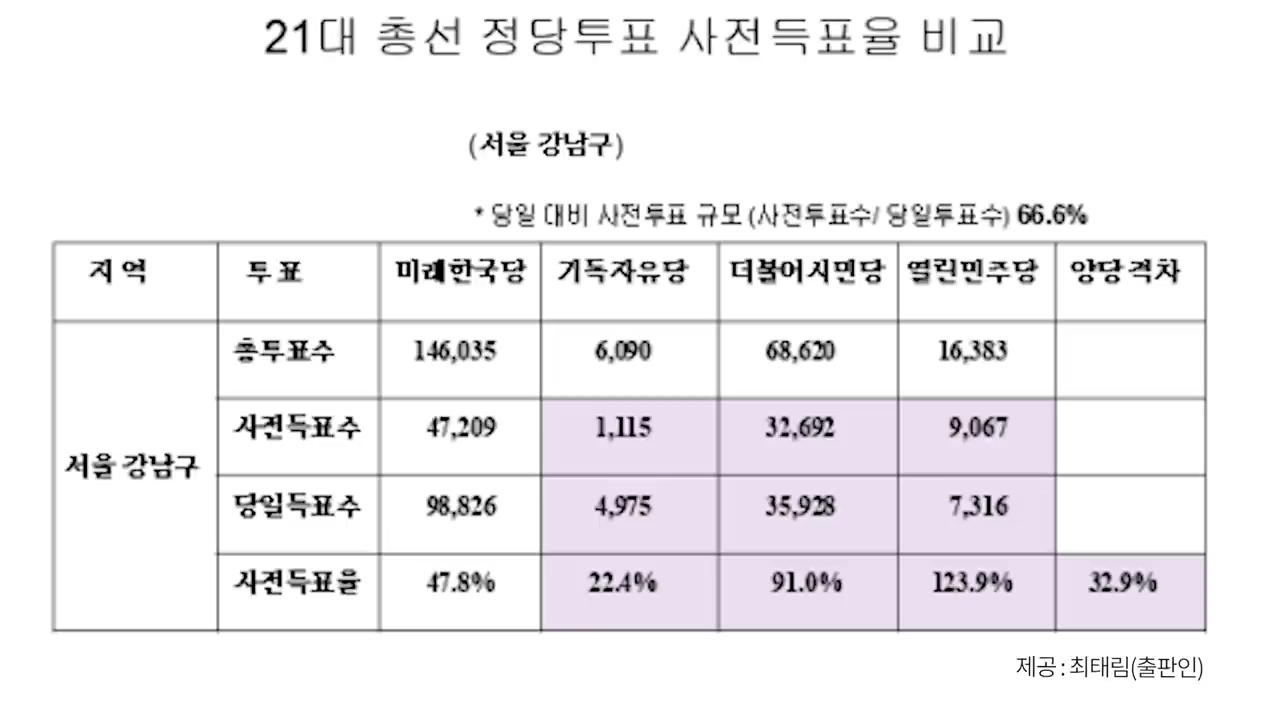 21대 총선 정당투표 사전득표율 비교
(서울 강남구)
* 당일 대비 사전투표 규모 (사전투표수/ 당일투표수) 66.6%
지 역 투 표 미래한국당 기독자유당 더불어시민당 열린민주당 양당 격차
총투표수 146,035 6,090 68,620 16,383
사전득표수 47,209 1,115 32,692 9,067
서울 강남구
당일득표수 98,826 4,975 35,928 7,316
사전득표율 47.8% 22.4% 91.0% 123.9% 32.9%
제공 : 최태림(출판인)